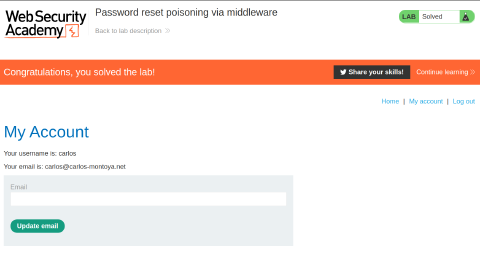 Web Security
Academy
Password reset poisoning via middleware
Back to lab description
LAB Solved
Congratulations, you solved the lab!
Share your skills!
Continue learning
Home | My account | Log out
My Account
Your username is: carlos
Your email is: carlos@carlos-montoya.net
Email
Update email